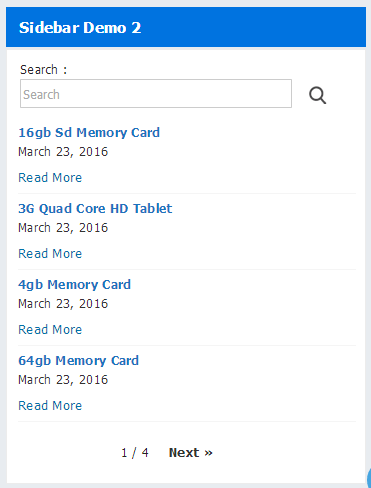 Sidebar Demo 2
Search :
Search
16gb Sd Memory Card
March 23, 2016
Read More
3G Quad Core HD Tablet
March 23, 2016
Read More
4gb Memory Card
March 23, 2016
Read More
64gb Memory Card
March 23, 2016
Read More
1 / 4 Next »